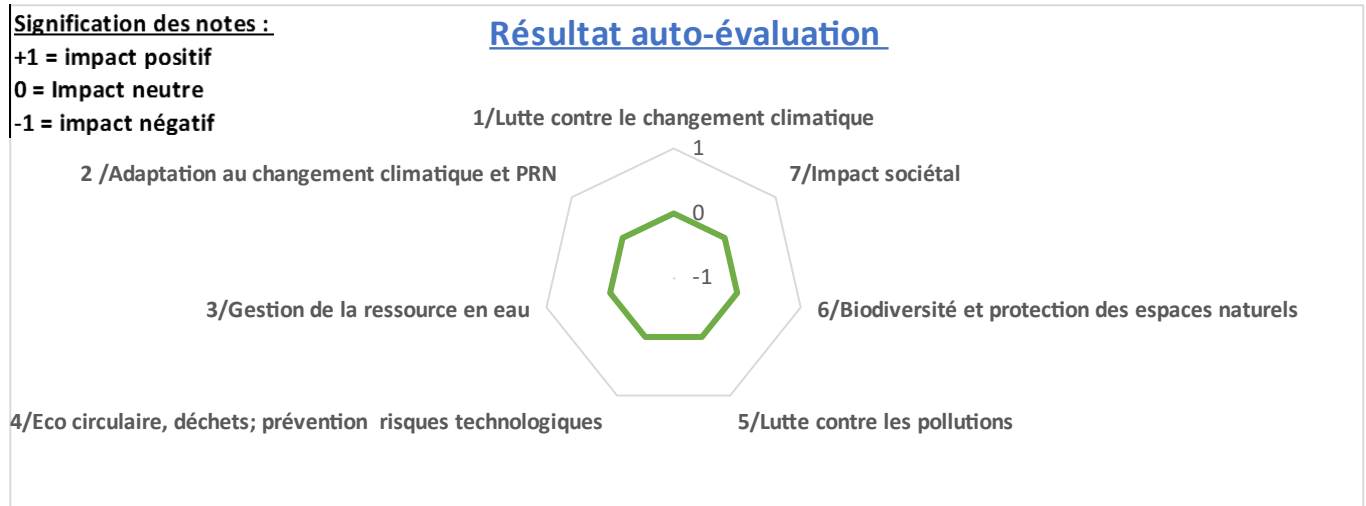 Signification des notes :
+1 = impact positif
0 = Impact neutre
-1 = impact négatif
Résultat auto-évaluation
1/Lutte contre le changement climatique
1
2 /Adaptation au changement climatique et PRN
7/Impact sociétal
0
-1
3/Gestion de la ressource en eau
6/Biodiversité et protection des espaces naturels
4/Eco circulaire, déchets; prévention  risques technologiques
5/Lutte contre les pollutions